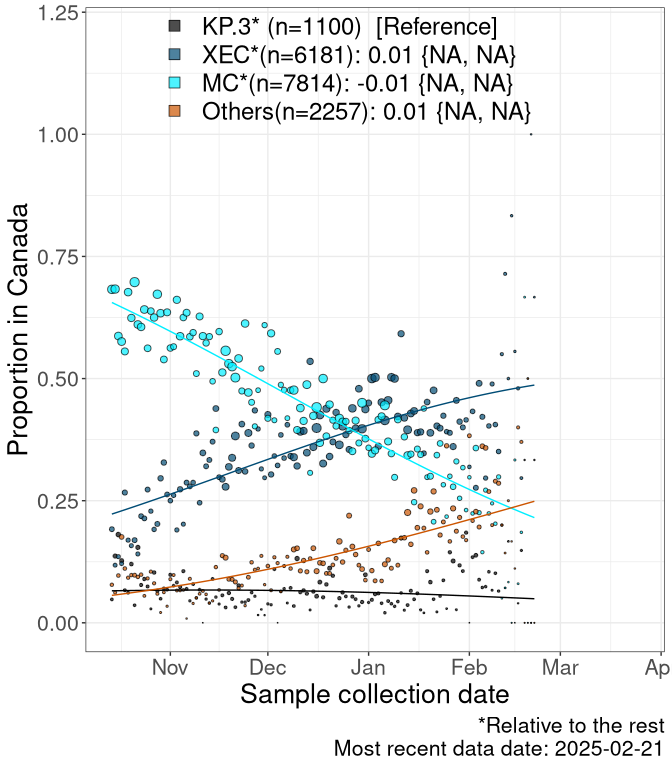 KP.3* (n=1100)  [Reference]
XEC*(n=6181): 0.01 {NA, NA}
MC*(n=7814): -0.01 {NA, NA}
Others(n=2257): 0.01 {NA, NA}
1.25
1.00
0.75
0.50
0.25
0.00
Proportion in Canada
Nov Dec Jan Feb Mar Ap
Sample collection date
*Relative to the rest
Most recent data date: 2025-02-21